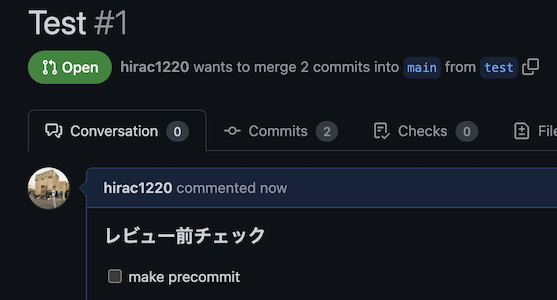 Test #1
Open hirac1220 wants to merge 2 commits into main from test
Conversation 0 Commits 2 Checks 0 File
hirac1220 commented now
レビュー前チェック
make precommit